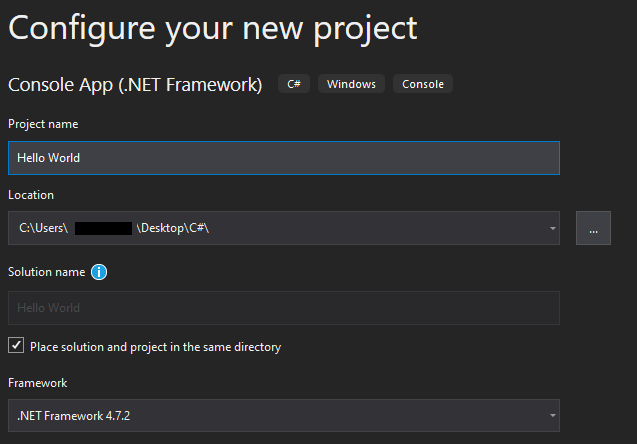 Configure your new project
Console App (.NET Framework) C# Windows Console
Project name
Hello World
Location
C:\Users\ \Desktop\C#\
...
Solution name i
Hello World
Place solution and project in the same directory
Framework
.NET Framework 4.7.2